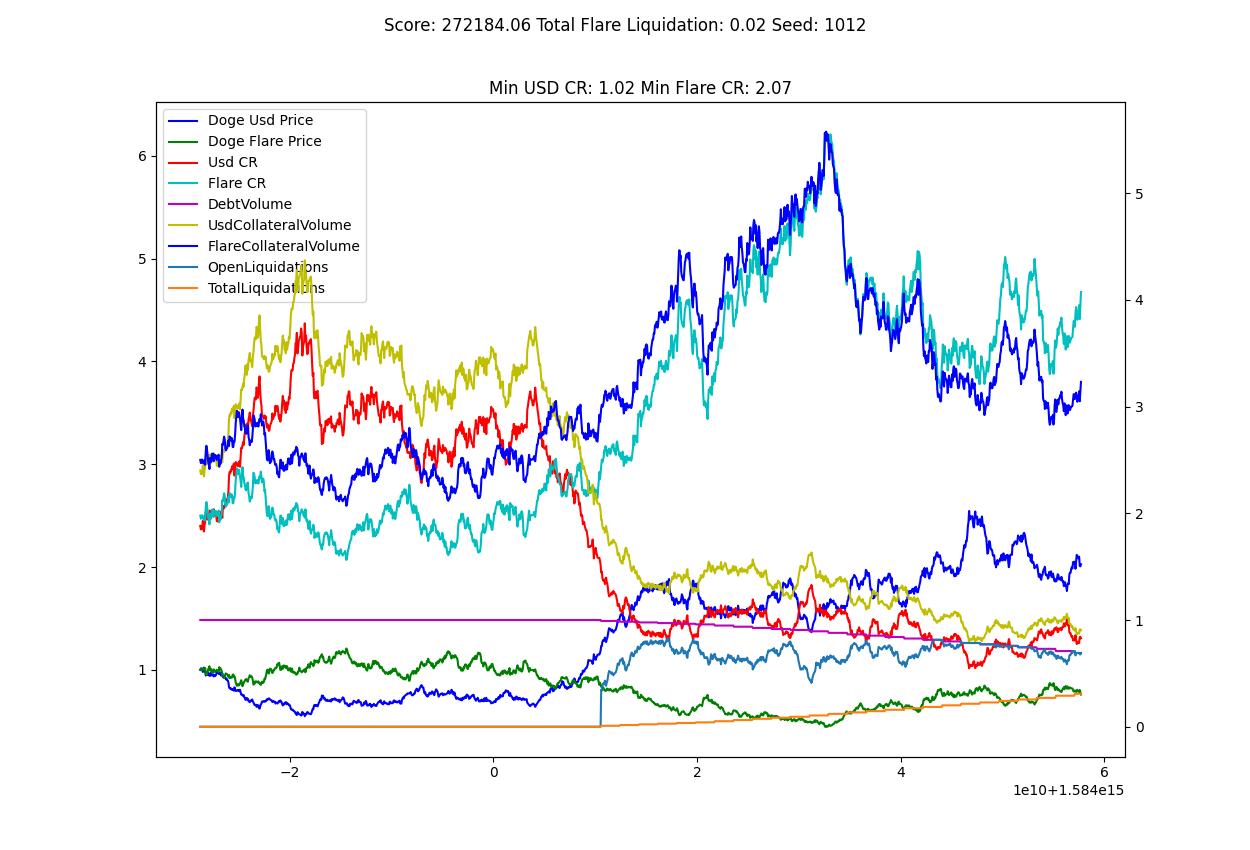 Score: 272184.06 Total Flare Liquidation: 0.02 Seed: 1012
Min USD CR: 1.02 Min Flare CR: 2.07
Doge Usd Price
Doge Flare Price
Usd CR
Flare CR
DebtVolume
UsdCollateralVolume
FlareCollateralVolume
OpenLiquidations
TotalLiquidations
6
5
4
3
2
1
5
4
3
2
1
0
−2
0
2
4
6
1e10+1.584e15